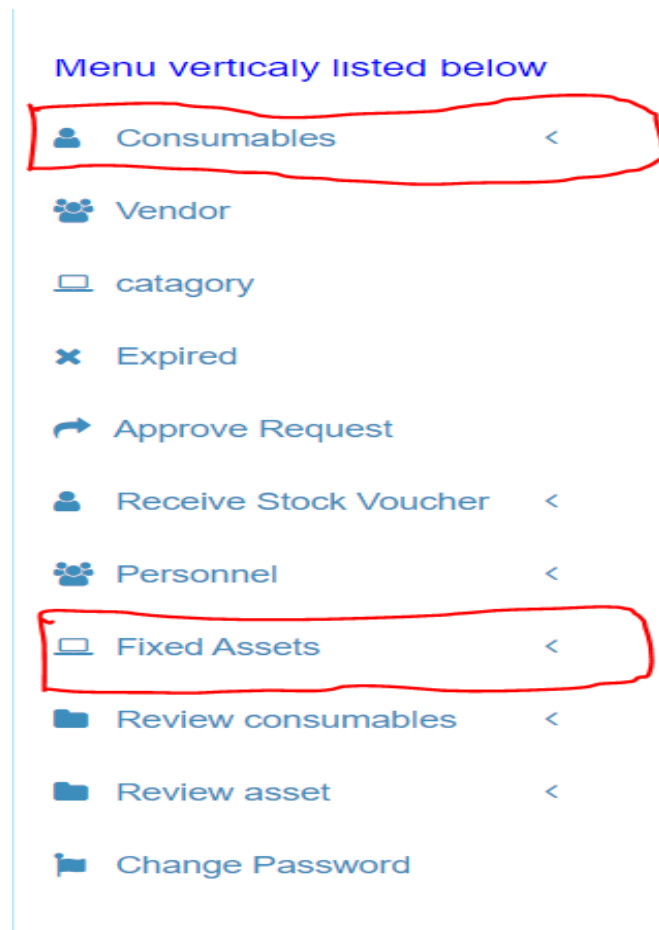 Menu verticaly listed below
Consumables <
Vendor
catagory
Expired
Approve Request
Receive Stock Voucher <
Personnel <
Fixed Assets <
Review consumables <
Review asset <
Change Password